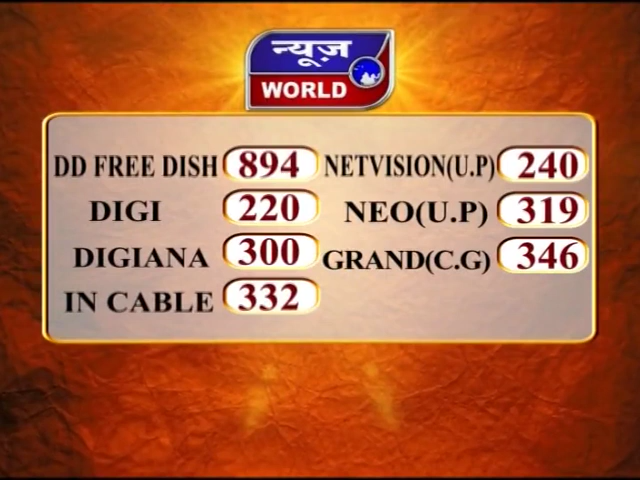 न्यूज़
WORLD
DD FREE DISH 894 NETVISION(U.P) 240
DIGI 220 NEO(U.P) 319
DIGIANA 300 GRAND(C.G) 346
IN CABLE 332